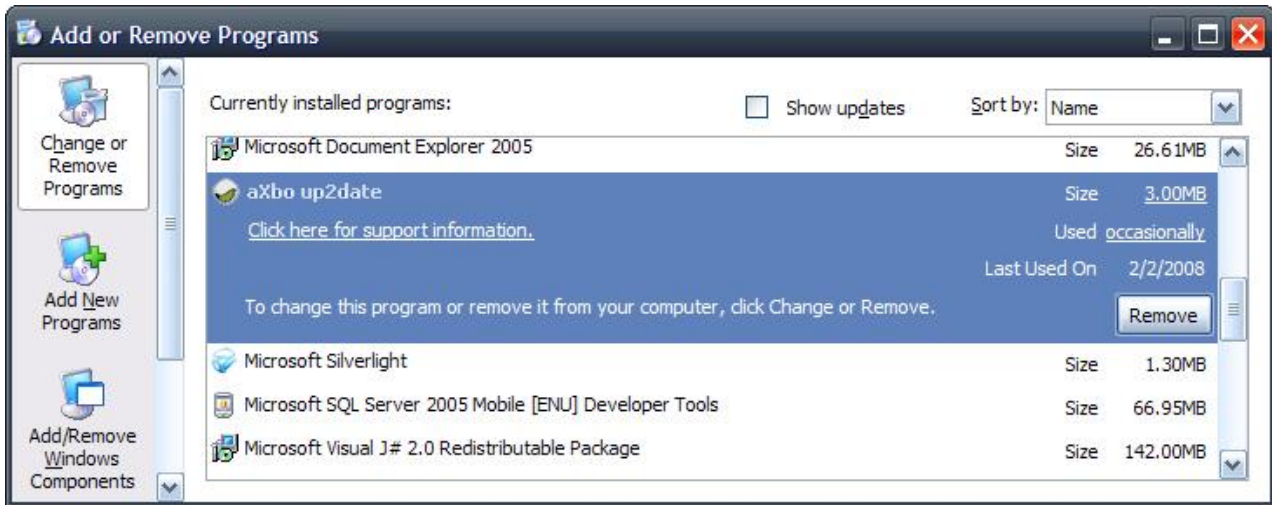 Add or Remove Programs
Change or
Remove
Programs
Add New
Programs
Add/Remove
Windows
Components
Currently installed programs:
Show updates
Sort by: Name
Microsoft Document Explorer 2005 Size 26.61MB
aXbo up2date Size 3.00MB
Click here for support information. Used occasionally
Last Used On 2/2/2008
To change this program or remove it from your computer, click Change or Remove. Remove
Microsoft Silverlight Size 1.30MB
Microsoft SQL Server 2005 Mobile [ENU] Developer Tools Size 66.95MB
Microsoft Visual J# 2.0 Redistributable Package Size 142.00MB